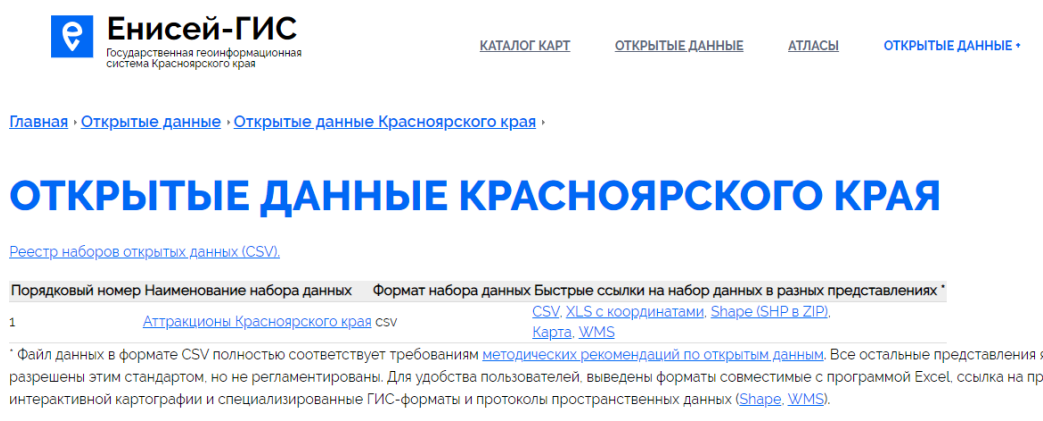 Енисей-ГИС
Государственная геоинформационная
система Красноярского края
КАТАЛОГ КАРТ ОТКРЫТЫЕ ДАННЫЕ АТЛАСЫ ОТКРЫТЫЕ ДАННЫЕ +
Главная › Открытые данные › Открытые данные Красноярского края ›
ОТКРЫТЫЕ ДАННЫЕ КРАСНОЯРСКОГО КРАЯ
Реестр наборов открытых данных (CSV).
Порядковый номер Наименование набора данных Формат набора данных Быстрые ссылки на набор данных в разных представлениях *
1 Аттракционы Красноярского края csv CSV, XLS с координатами, Shape (SHP в ZIP),
Карта, WMS
* Файл данных в формате CSV полностью соответствует требованиям методических рекомендаций по открытым данным. Все остальные представления
разрешены этим стандартом, но не регламентированы. Для удобства пользователей, выведены форматы совместимые с программой Excel, ссылка на пр
интерактивной картографии и специализированные ГИС-форматы и протоколы пространственных данных (Shape, WMS).